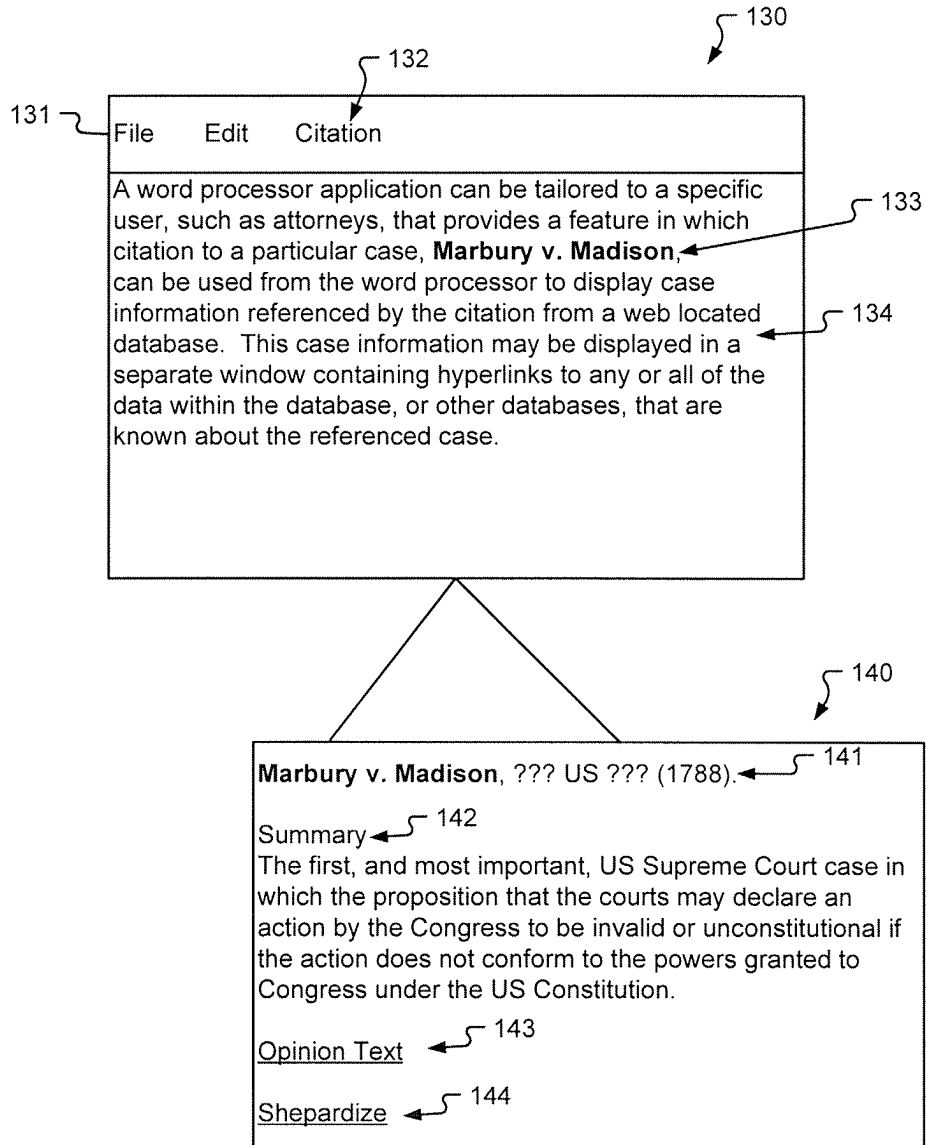 130
132
131
File Edit Citation
A word processor application can be tailored to a specific
user, such as attorneys, that provides a feature in which
133
citation to a particular case, Marbury v. Madison,
can be used from the word processor to display case
information referenced by the citation from a web located
134
database. This case information may be displayed in a
separate window containing hyperlinks to any or all of the
data within the database, or other databases, that are
known about the referenced case.
140
Marbury v. Madison, ??? US ??? (1788).
141
142
Summary
The first, and most important, US Supreme Court case in
which the proposition that the courts may declare an
action by the Congress to be invalid or unconstitutional if
the action does not conform to the powers granted to
Congress under the US Constitution.
143
Opinion Text
144
Shepardize